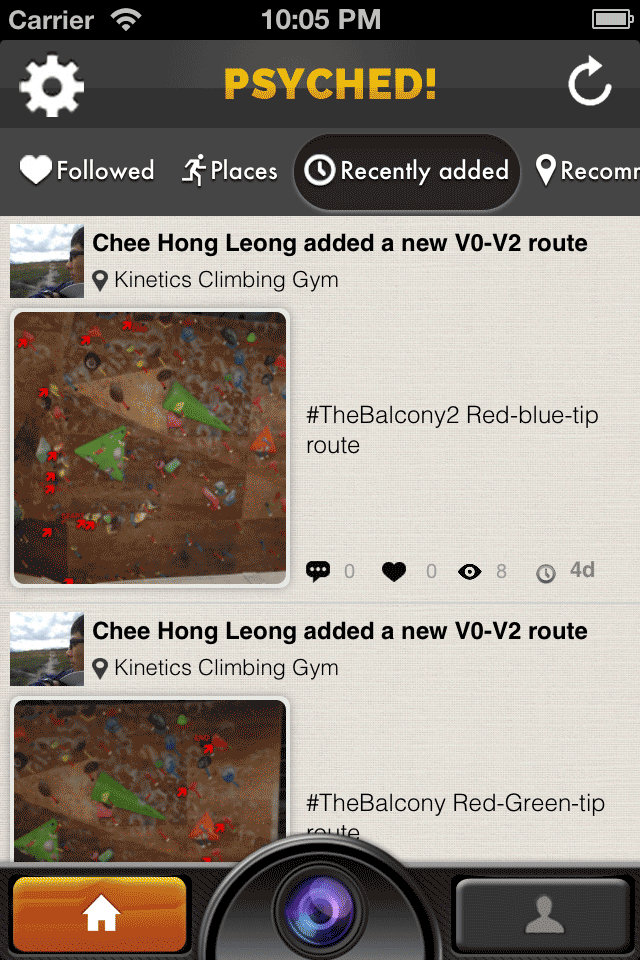 Carrier 10:05 PM
PSYCHED!
Followed Places Recently added Recomm
Chee Hong Leong added a new V0-V2 route
Kinetics Climbing Gym
#TheBalcony2 Red-blue-tip
route
0 0 8 4d
Chee Hong Leong added a new V0-V2 route
Kinetics Climbing Gym
#TheBalcony Red-Green-tip
route